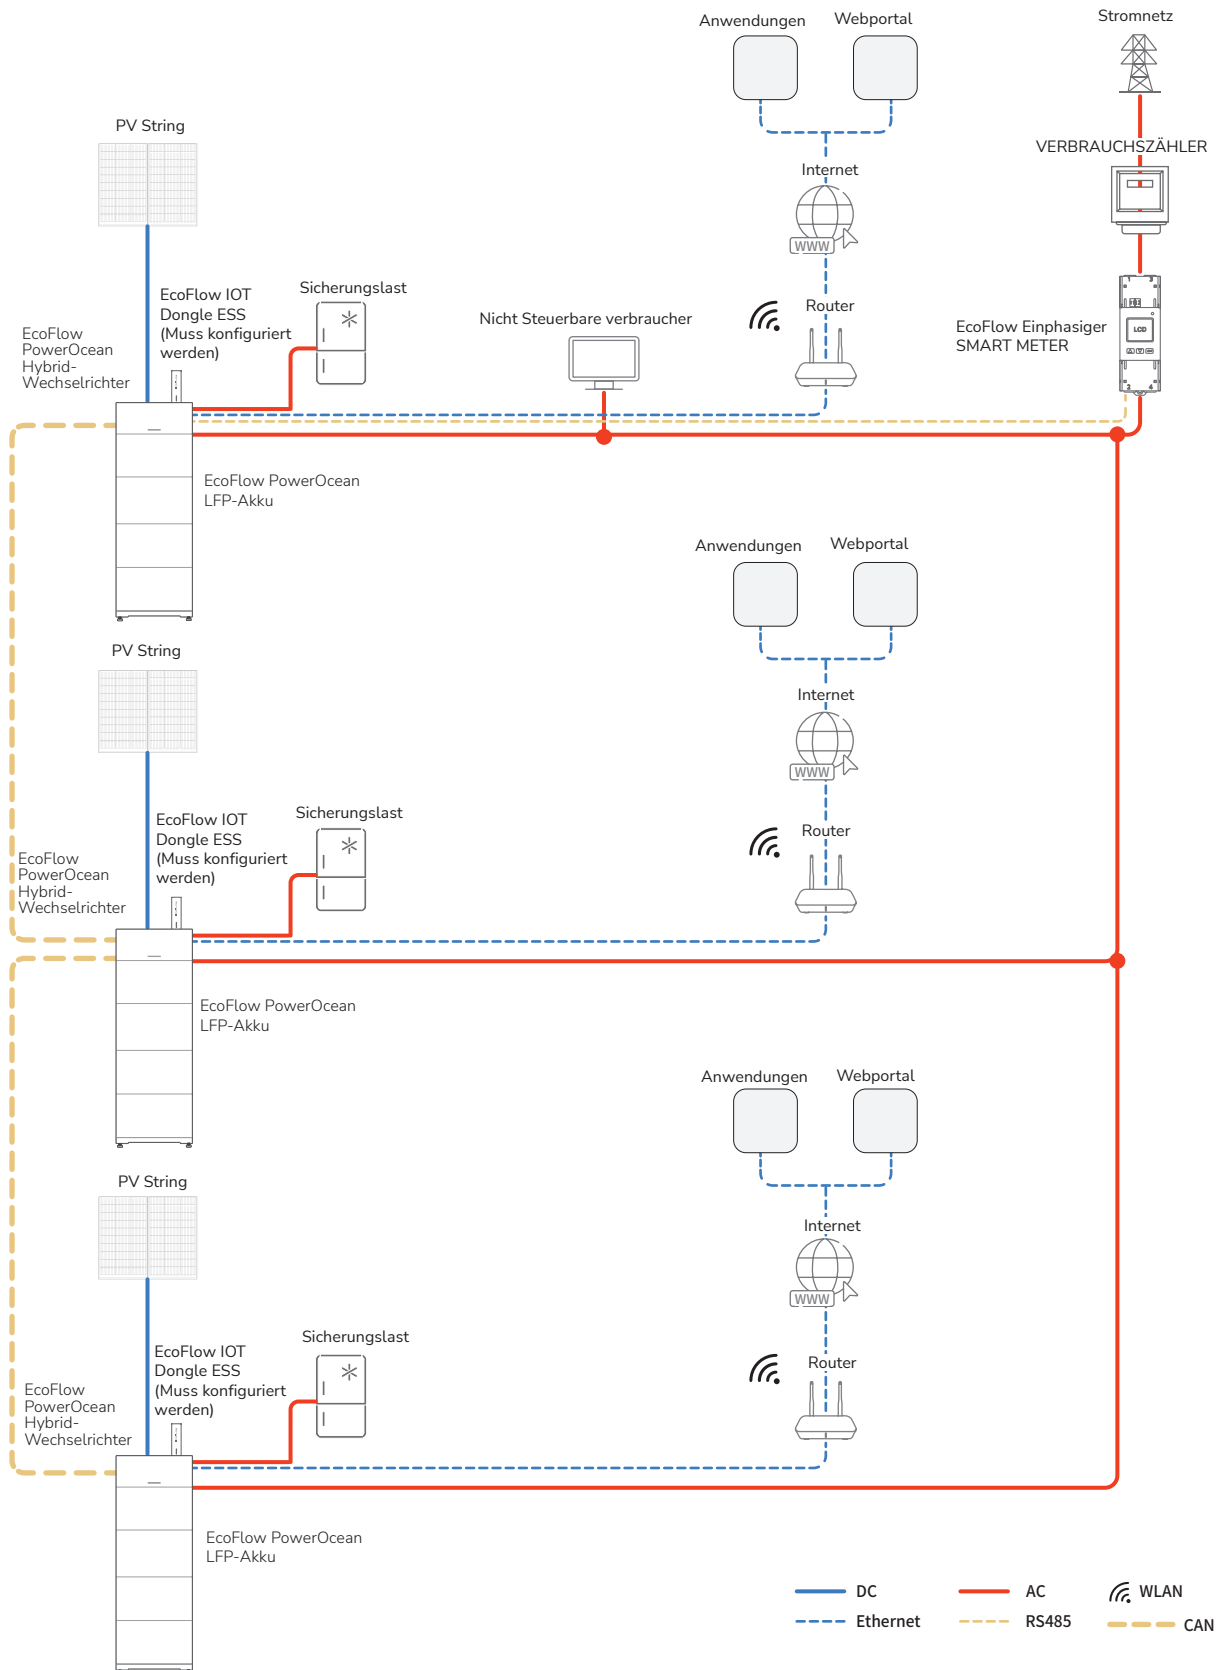 Anwendungen
Webportal
Stromnetz
PV String
VERBRAUCHSZÄHLER
Internet
WWW
EcoFlow IOT
Dongle ESS
(Muss konfiguriert
werden)
Sicherungslast
Nicht Steuerbare verbraucher
Router
EcoFlow Einphasiger
SMART METER
1 3
LCD
2 4
EcoFlow
PowerOcean
Hybrid-
Wechselrichter
EcoFlow PowerOcean
LFP-Akku
Anwendungen
Webportal
PV String
Internet
WWW
EcoFlow IOT
Dongle ESS
(Muss konfiguriert
werden)
Sicherungslast
Router
EcoFlow
PowerOcean
Hybrid-
Wechselrichter
EcoFlow PowerOcean
LFP-Akku
Anwendungen
Webportal
PV String
Internet
WWW
EcoFlow IOT
Dongle ESS
(Muss konfiguriert
werden)
Sicherungslast
Router
EcoFlow
PowerOcean
Hybrid-
Wechselrichter
EcoFlow PowerOcean
LFP-Akku
DC
AC
WLAN
Ethernet
RS485
CAN